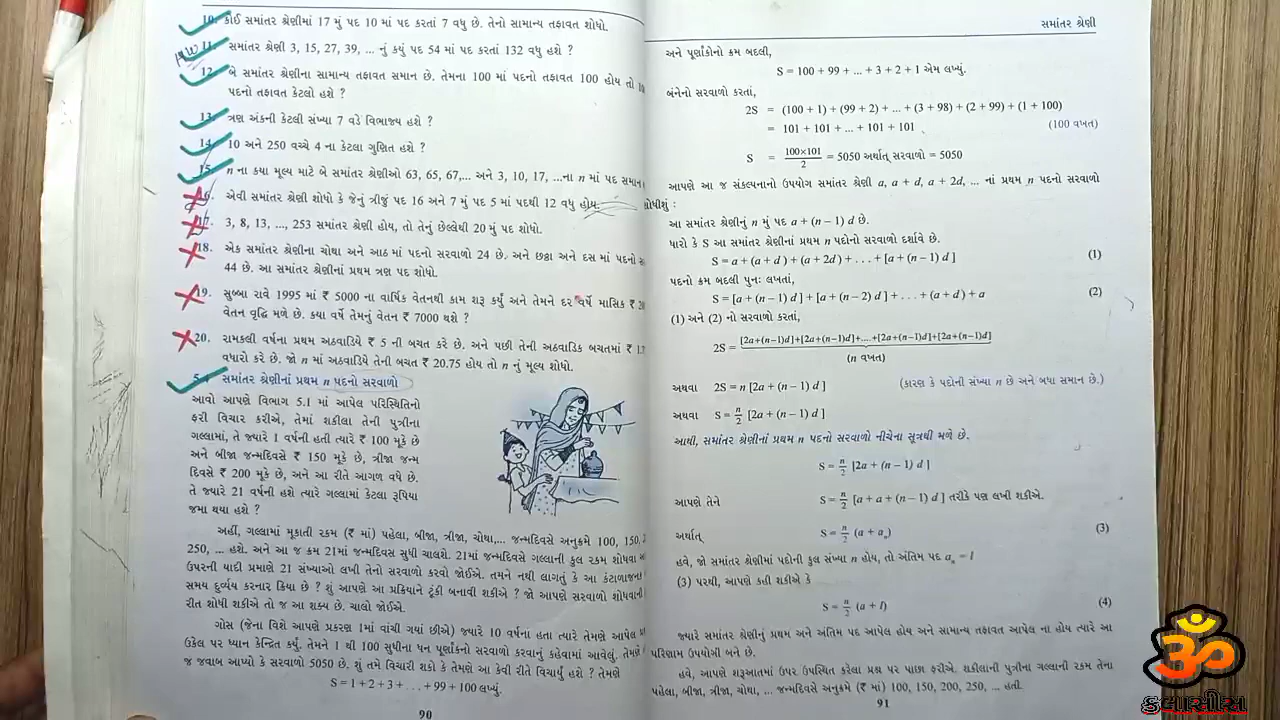 10. કોઈ સમાંતર શ્રેણીમાં 17 મું પદ 10 માં પદ કરતાં 7 વધુ છે. તેનો સામાન્ય તફાવત શોધો.
11. સમાંતર શ્રેણી 3, 15, 27, 39, ... નું કયું પદ 54 માં પદ કરતાં 132 વધુ હશે ?
12. બે સમાંતર શ્રેણીના સામાન્ય તફાવત સમાન છે. તેમના 100 માં પદનો તફાવત 100 હોય તો
પદનો તફાવત કેટલો હશે ?
13. ત્રણ અંકની કેટલી સંખ્યા 7 વડે વિભાજ્ય હશે ?
14. 10 અને 250 વચ્ચે 4 ના કેટલા ગુણિત હશે ?
15. n ના કયા મૂલ્ય માટે બે સમાંતર શ્રેણીઓ 63, 65, 67,... અને 3, 10, 17, ...ના n માં પદ સમાન
16. એવી સમાંતર શ્રેણી શોધો કે જેનું ત્રીજું પદ 16 અને 7 મું પદ 5 માં પદથી 12 વધુ હોય.
17. 3, 8, 13, ..., 253 સમાંતર શ્રેણી હોય, તો તેનું છેલ્લેથી 20 મું પદ શોધો.
18. એક સમાંતર શ્રેણીના ચોથા અને આઠ માં પદનો સરવાળો 24 છે. અને છઠ્ઠા અને દસ માં પદનો
44 છે. આ સમાંતર શ્રેણીનાં પ્રથમ ત્રણ પદ શોધો.
19. સુબ્બા રાવે 1995 માં ₹ 5000 ના વાર્ષિક વેતનથી કામ શરૂ કર્યું અને તેમને દર વર્ષે માસિક ₹
વેતન વૃદ્ધિ મળે છે. કયા વર્ષે તેમનું વેતન ₹ 7000 થશે ?
20. રામકલી વર્ષના પ્રથમ અઠવાડિયે ₹ 5 ની બચત કરે છે. અને પછી તેની અઠવાડિક બચતમાં ₹
વધારો કરે છે. જો n માં અઠવાડિયે તેની બચત ₹ 20.75 હોય તો n નું મૂલ્ય શોધો.
5.4 સમાંતર શ્રેણીનાં પ્રથમ n પદનો સરવાળો
આવો આપણે વિભાગ 5.1 માં આપેલ પરિસ્થિતિનો
ફરી વિચાર કરીએ, તેમાં શકીલા તેની પુત્રીના
ગલ્લામાં, તે જ્યારે 1 વર્ષની હતી ત્યારે ₹ 100 મૂકે છે
અને બીજા જન્મદિવસે ₹ 150 મૂકે છે, ત્રીજા જન્મ
દિવસે ₹ 200 મૂકે છે, અને આ રીતે આગળ વધે છે.
તે જ્યારે 21 વર્ષની હશે ત્યારે ગલ્લામાં કેટલા રૂપિયા
જમા થયા હશે ?
અહીં, ગલ્લામાં મૂકાતી રકમ (₹ માં) પહેલા, બીજા, ત્રીજા, ચોથા,... જન્મદિવસે અનુક્રમે 100, 150,
250, ... હશે. અને આ જ ક્રમ 21માં જન્મદિવસ સુધી ચાલશે. 21માં જન્મદિવસે ગલ્લાની કુલ રકમ શોધવા
ઉપરની યાદી પ્રમાણે 21 સંખ્યાઓ લખી તેનો સરવાળો કરવો જોઈએ. તમને નથી લાગતું કે આ કંટાળાજનક
સમય દુર્વ્યય કરનાર ક્રિયા છે ? શું આપણે આ પ્રક્રિયાને ટૂંકી બનાવી શકીએ ? જો આપણે સરવાળો શોધવાની
રીત શોધી શકીએ તો જ આ શક્ય છે. ચાલો જોઈએ.
ગોસ (જેના વિશે આપણે પ્રકરણ 1માં વાંચી ગયાં છીએ) જ્યારે 10 વર્ષના હતા ત્યારે તેમણે આપેલ
ઉકેલ પર ધ્યાન કેન્દ્રિત કર્યું. તેમને 1 થી 100 સુધીના ધન પૂર્ણાંકનો સરવાળો કરવાનું કહેવામાં આવેલું. તેમણે
જ જવાબ આપ્યો કે સરવાળો 5050 છે. શું તમે વિચારી શકો કે તેમણે આ કેવી રીતે વિચાર્યું હશે ? તેમણે
S = 1 + 2 + 3 + . . . + 99 + 100 લખ્યું.
90
સમાંતર શ્રેણી
અને પૂર્ણાંકોનો ક્રમ બદલી,
S = 100 + 99 + ... + 3 + 2 + 1 એમ લખ્યું.
બંનેનો સરવાળો કરતાં,
2S = (100 + 1) + (99 + 2) + ... + (3 + 98) + (2 + 99) + (1 + 100)
= 101 + 101 + ... + 101 + 101 (100 વખત)
S = 100×101/2 = 5050 અર્થાત્ સરવાળો = 5050
આપણે આ જ સંકલ્પનાનો ઉપયોગ સમાંતર શ્રેણી a, a + d, a + 2d, ... નાં પ્રથમ n પદનો સરવાળો
શોધીશું :
આ સમાંતર શ્રેણીનું n મું પદ a + (n – 1) d છે.
ધારો કે S આ સમાંતર શ્રેણીનાં પ્રથમ n પદોનો સરવાળો દર્શાવે છે.
S = a + (a + d) + (a + 2d) + . . . + [a + (n – 1) d] (1)
પદનો ક્રમ બદલી પુનઃ લખતાં,
S = [a + (n – 1) d] + [a + (n – 2) d] + . . . + (a + d) + a (2)
(1) અને (2) નો સરવાળો કરતાં,
2S = [2a+(n–1)d]+[2a+(n–1)d]+....+[2a+(n–1)d]+[2a+(n–1)d]
(n વખત)
અથવા 2S = n [2a + (n – 1) d] (કારણ કે પદોની સંખ્યા n છે અને બધા સમાન છે.)
અથવા S = n/2 [2a + (n – 1) d]
આથી, સમાંતર શ્રેણીનાં પ્રથમ n પદનો સરવાળો નીચેના સૂત્રથી મળે છે.
S = n/2 [2a + (n – 1) d]
આપણે તેને S = n/2 [a + a + (n – 1) d] તરીકે પણ લખી શકીએ.
અર્થાત્ S = n/2 (a + aₙ) (3)
હવે, જો સમાંતર શ્રેણીમાં પદોની કુલ સંખ્યા n હોય, તો અંતિમ પદ aₙ = l
(3) પરથી, આપણે કહી શકીએ કે
S = n/2 (a + l) (4)
જ્યારે સમાંતર શ્રેણીનું પ્રથમ અને અંતિમ પદ આપેલ હોય અને સામાન્ય તફાવત આપેલ ના હોય ત્યારે આ
પરિણામ ઉપયોગી બને છે.
હવે, આપણે શરૂઆતમાં ઉપર ઉપસ્થિત કરેલા પ્રશ્ન પર પાછા ફરીએ. શકીલાની પુત્રીના ગલ્લાની રકમ તેના
પહેલા, બીજા, ત્રીજા, ચોથા, ... જન્મદિવસે અનુક્રમે (₹ માં) 100, 150, 200, 250, ... હતી.
91
ૐ
ક્લાસીસ